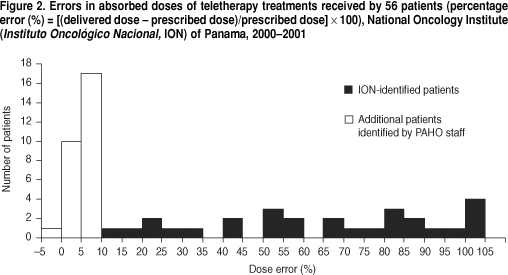 Figure 2. Errors in absorbed doses of teletherapy treatments received by 56 patients (percentage
error (%) = [(delivered dose – prescribed dose)/prescribed dose] × 100), National Oncology Institute
(Instituto Oncológico Nacional, ION) of Panama, 2000–2001
18
16
14
12
10
8
6
4
2
0
Number of patients
ION-identified patients
Additional patients
identified by PAHO staff
–5 0 5 10 15 20 25 30 35 40 45 50 55 60 65 70 75 80 85 90 95 100 105
Dose error (%)